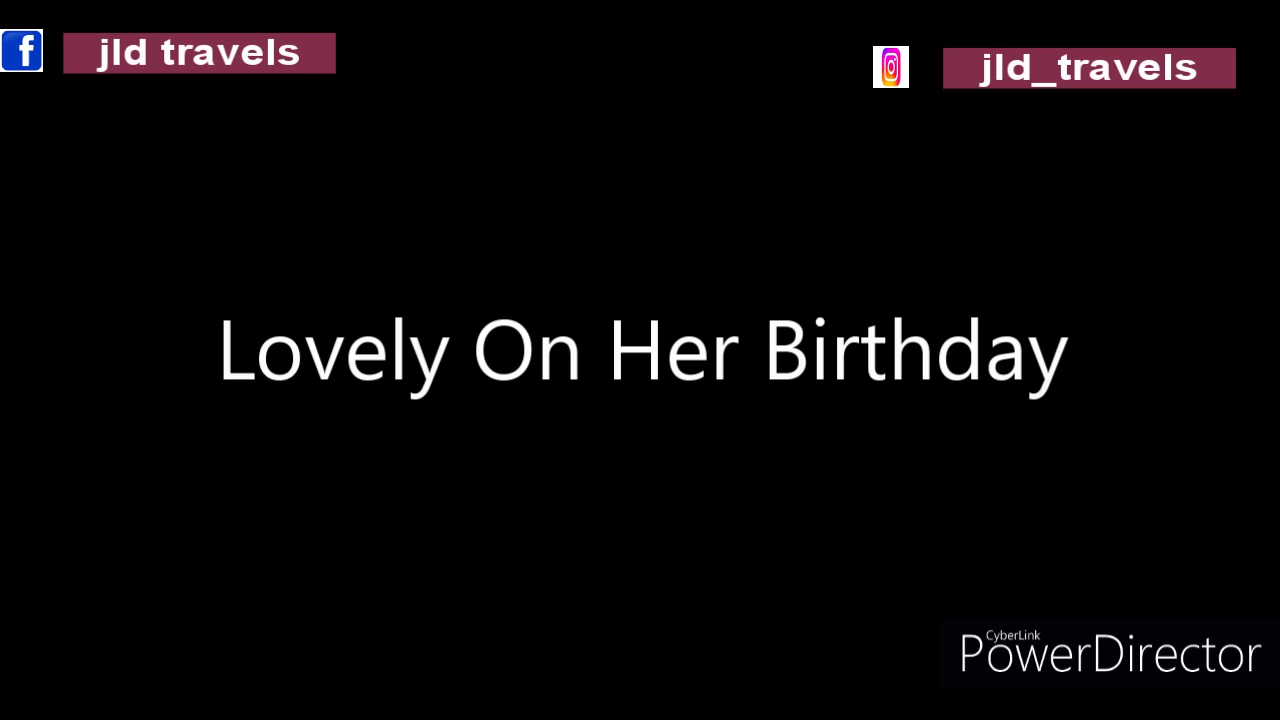 jld travels
jld_travels
Lovely On Her Birthday
CyberLink
PowerDirector